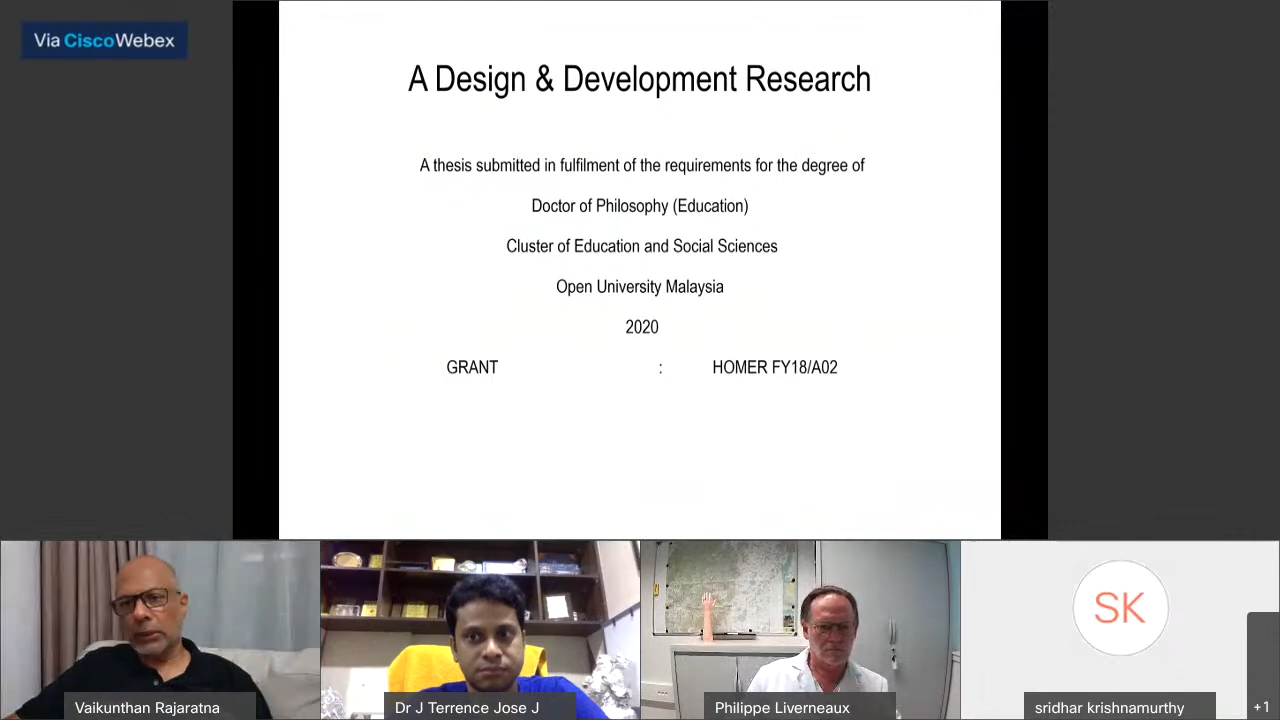 Via Cisco Webex
A Design & Development Research
A thesis submitted in fulfilment of the requirements for the degree of
Doctor of Philosophy (Education)
Cluster of Education and Social Sciences
Open University Malaysia
2020
GRANT : HOMER FY18/A02
SK
Vaikunthan Rajaratna
Dr J Terrence Jose J
Philippe Liverneaux
sridhar krishnamurthy
+1